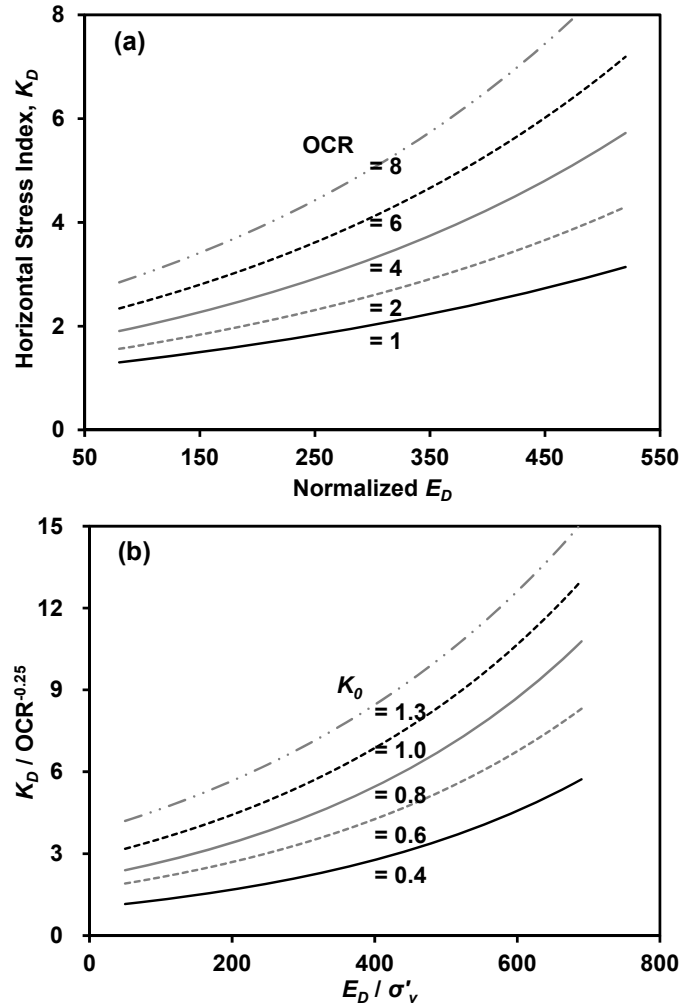 (a)
Horizontal Stress Index, K_D
8
6
4
2
0
OCR
= 8
= 6
= 4
= 2
= 1
50 150 250 350 450 550
Normalized E_D
(b)
K_D / OCR^-0.25
15
12
9
6
3
0
K_0
= 1.3
= 1.0
= 0.8
= 0.6
= 0.4
0 200 400 600 800
E_D / σ'_v